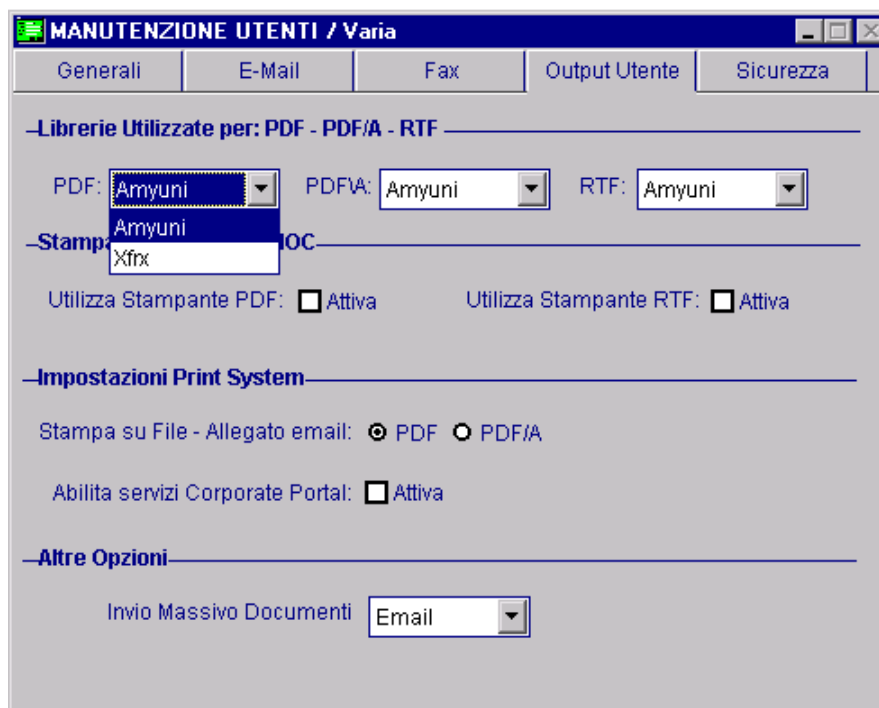 MANUTENZIONE UTENTI / Varia
Generali E-Mail Fax Output Utente Sicurezza
Librerie Utilizzate per: PDF - PDF/A - RTF
PDF: Amyuni PDF\A: Amyuni RTF: Amyuni
Amyuni
Xfrx
Utilizza Stampante PDF: Attiva Utilizza Stampante RTF: Attiva
Impostazioni Print System
Stampa su File - Allegato email: PDF PDF/A
Abilita servizi Corporate Portal: Attiva
Altre Opzioni
Invio Massivo Documenti Email